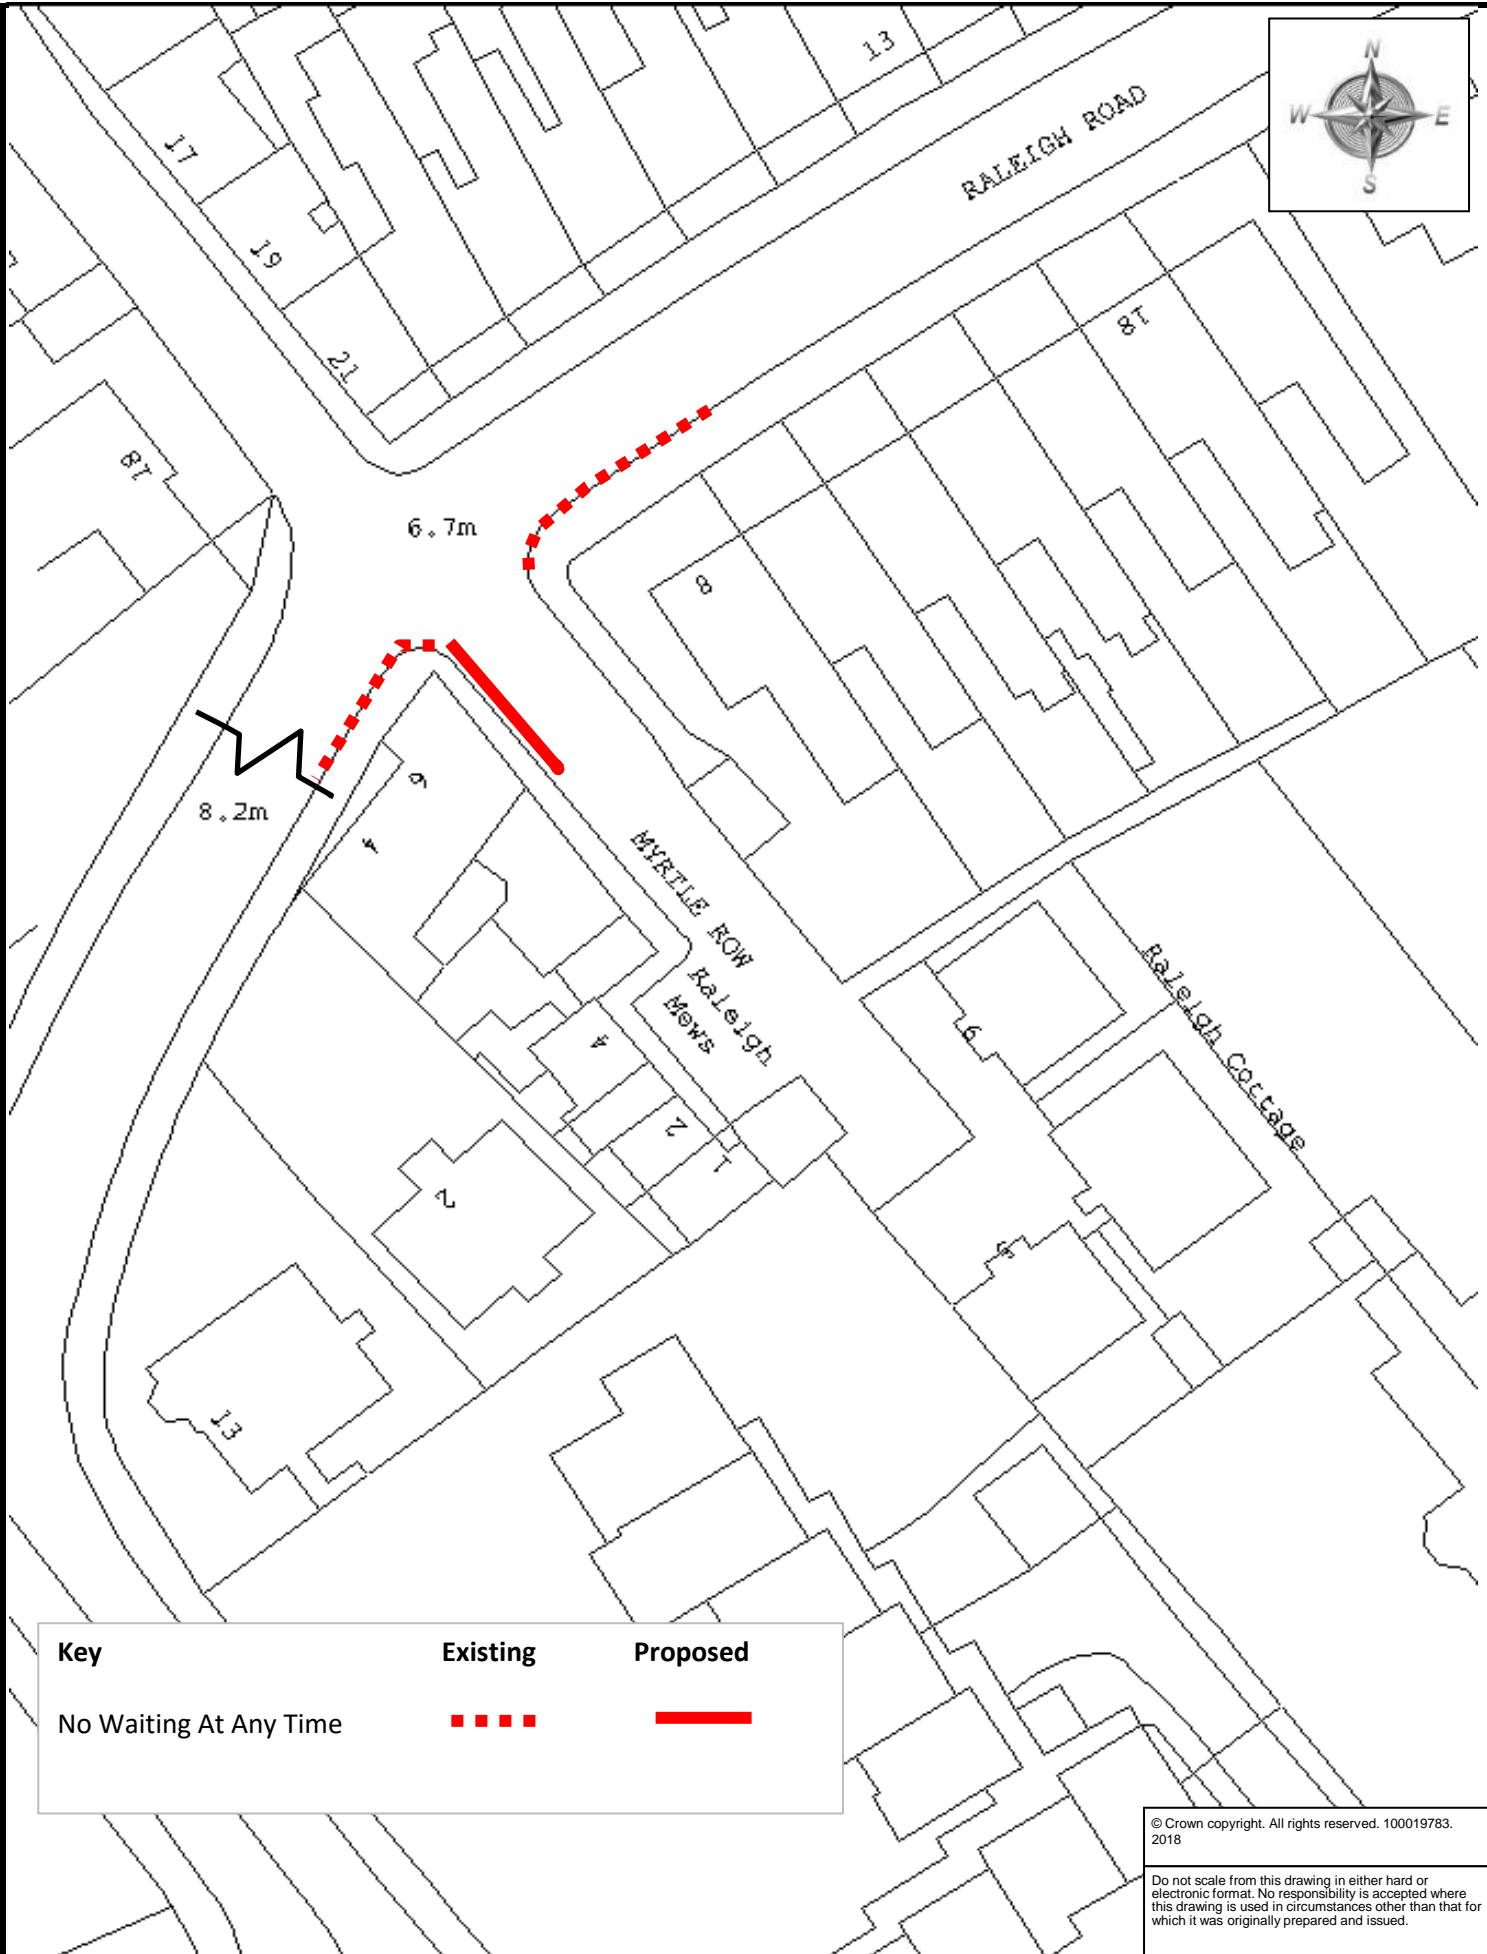 13
N
W E
S
RALEIGH ROAD
17
19
21
18
18
6.7m
8
8.2m
6
4
MYRTLE ROW
Raleigh
Mews
Raleigh Cottage
6
4
2
1
2
13
Key Existing Proposed
No Waiting At Any Time
© Crown copyright. All rights reserved. 100019783.
2018
Do not scale from this drawing in either hard or
electronic format. No responsibility is accepted where
this drawing is used in circumstances other than that for
which it was originally prepared and issued.